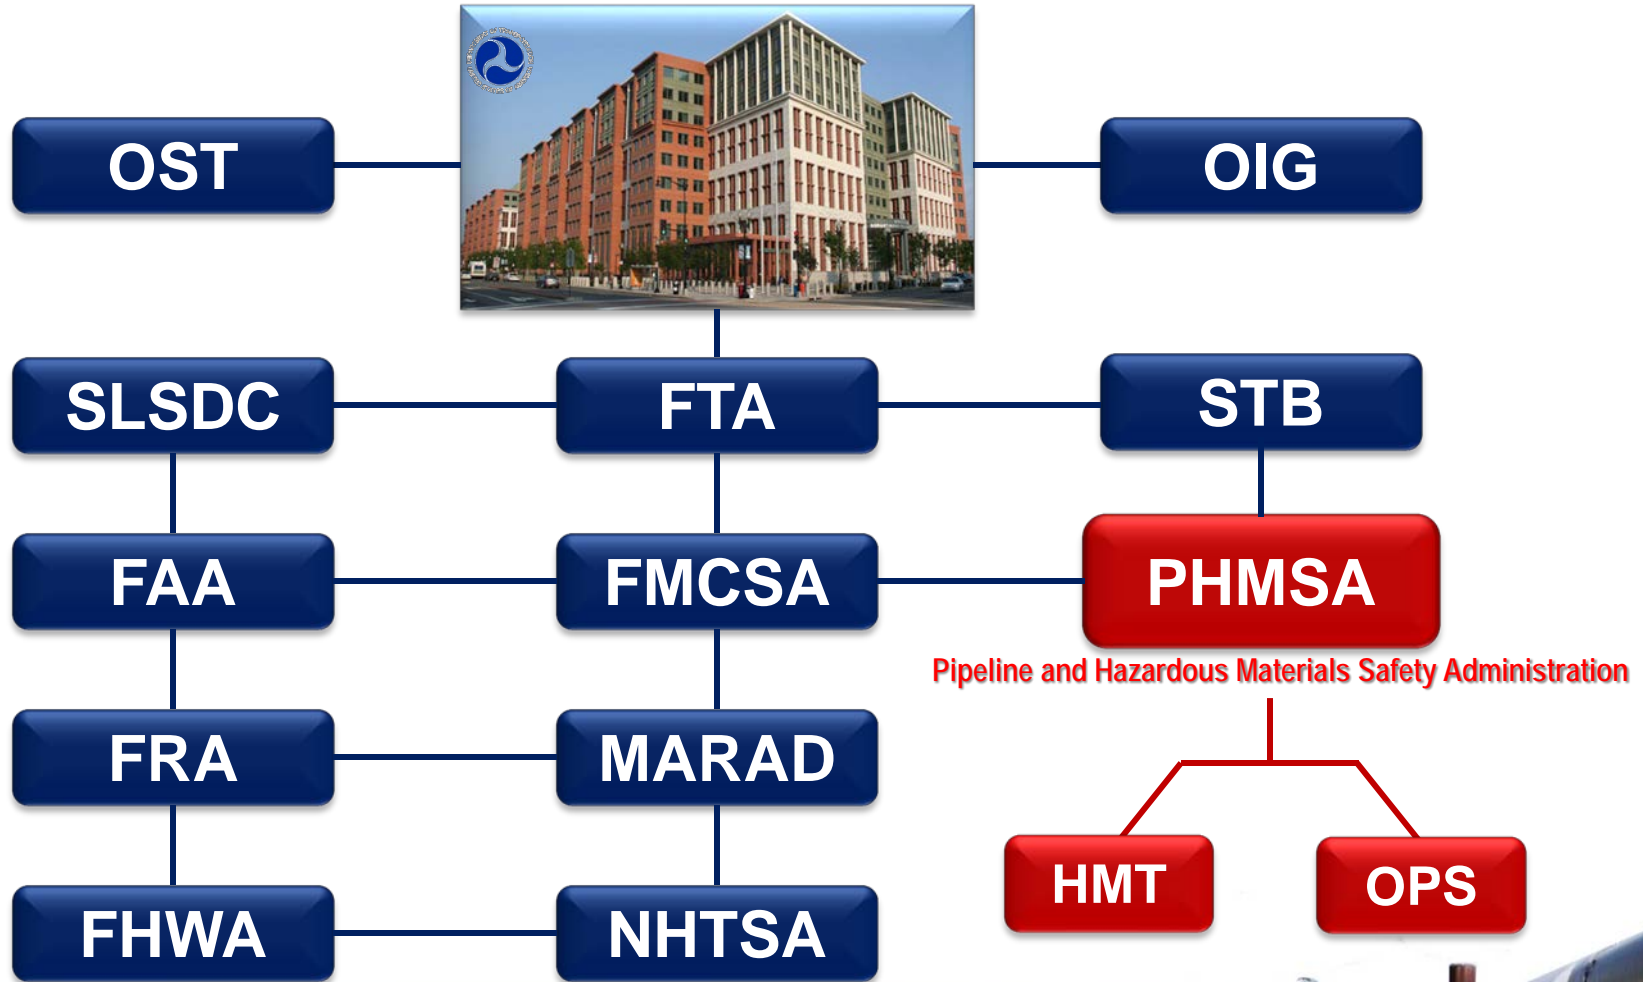 OST
OIG
SLSDC
FTA
STB
FAA
FMCSA
PHMSA
Pipeline and Hazardous Materials Safety Administration
FRA
MARAD
HMT
OPS
FHWA
NHTSA